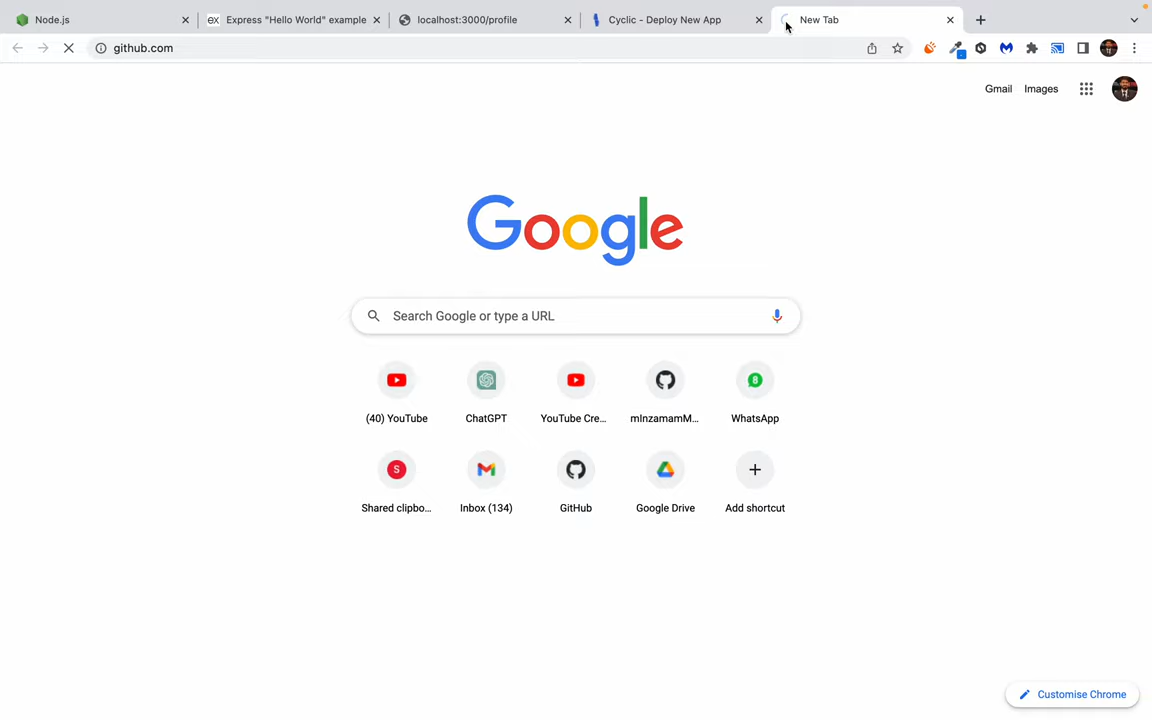 Node.js
ex Express "Hello World" example
localhost:3000/profile
Cyclic - Deploy New App
New Tab
github.com
Gmail
Images
Google
Search Google or type a URL
8
(40) YouTube
ChatGPT
YouTube Cre...
mInzamamM...
WhatsApp
S
Shared clipbo...
Inbox (134)
GitHub
Google Drive
Add shortcut
Customise Chrome